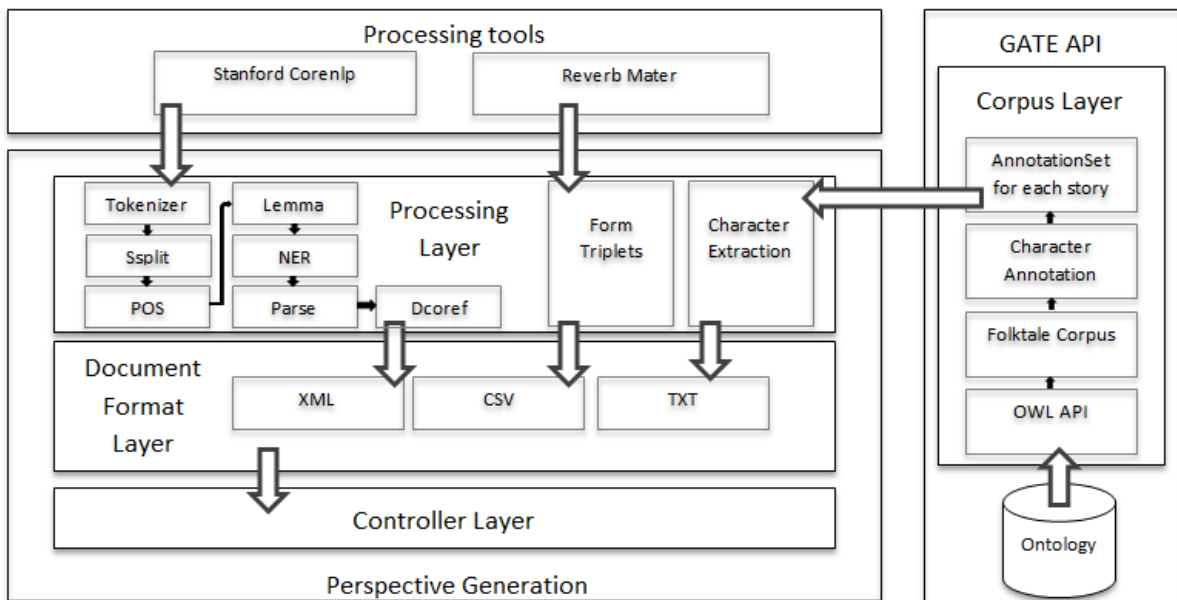 Processing tools
Stanford Corenlp
Reverb Mater
Tokenizer
Ssplit
POS
Lemma
NER
Parse
Dcoref
Processing
Layer
Form
Triplets
Character
Extraction
Document
Format
Layer
XML
CSV
TXT
Controller Layer
Perspective Generation
GATE API
Corpus Layer
AnnotationSet
for each story
Character
Annotation
Folktale Corpus
OWL API
Ontology